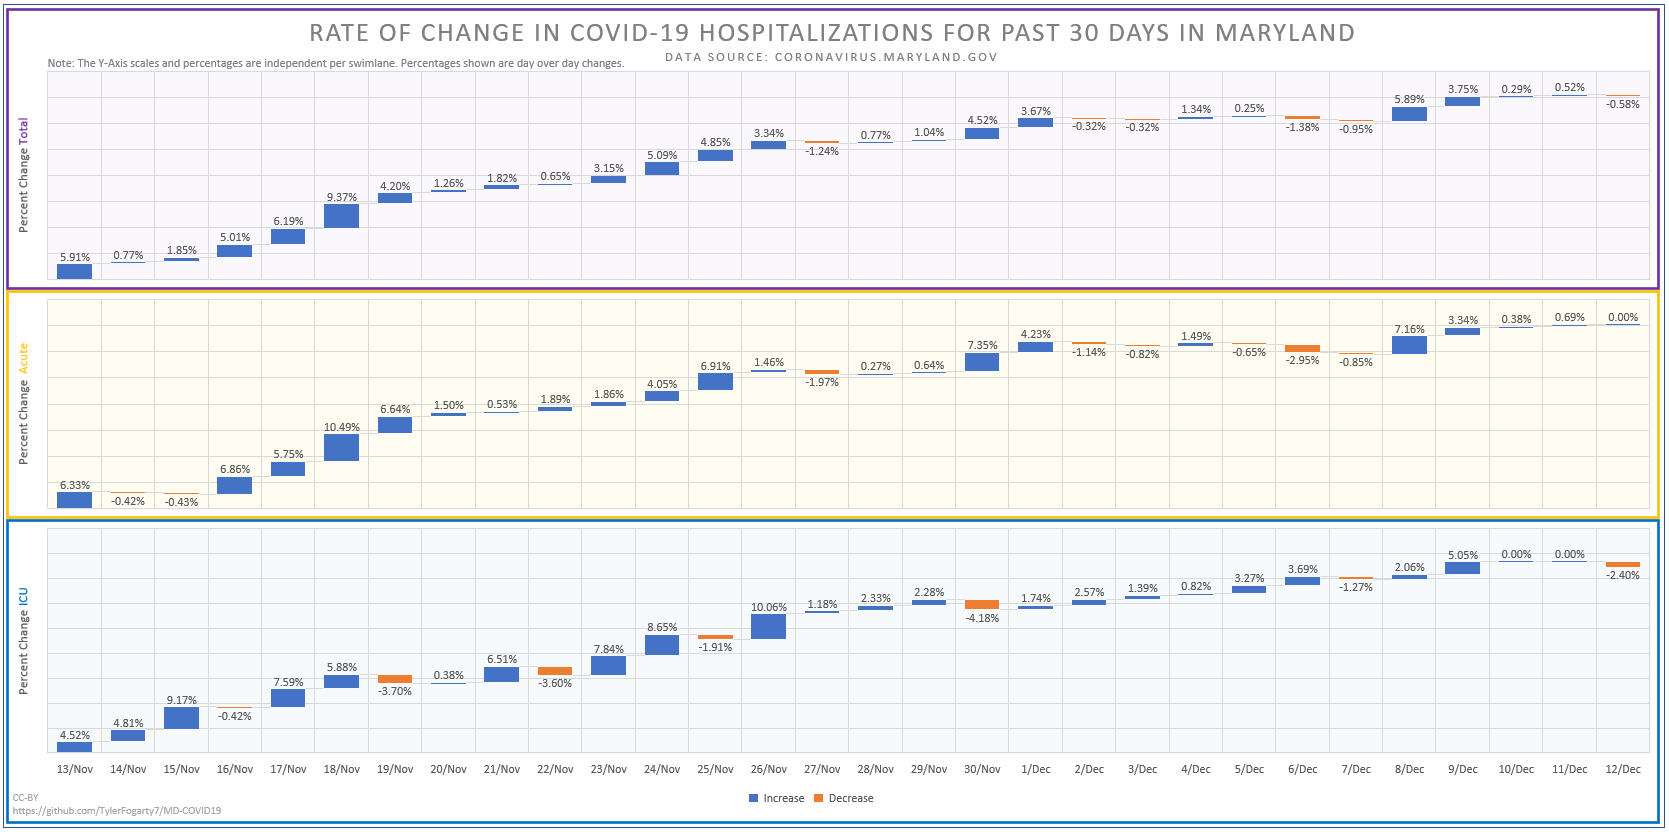 RATE OF CHANGE IN COVID-19 HOSPITALIZATIONS FOR PAST 30 DAYS IN MARYLAND
DATA SOURCE: CORONAVIRUS.MARYLAND.GOV
Note: The Y-Axis scales and percentages are independent per swimlane. Percentages shown are day over day changes.
Percent Change Total
5.91% 0.77% 1.85% 5.01% 6.19% 9.37% 4.20% 1.26% 1.82% 0.65% 3.15% 5.09% 4.85% 3.34% -1.24% 0.77% 1.04% 4.52% 3.67% -0.32% -0.32% 1.34% 0.25% -1.38% -0.95% 5.89% 3.75% 0.29% 0.52% -0.58%
Percent Change Acute
6.33% -0.42% -0.43% 6.86% 5.75% 10.49% 6.64% 1.50% 0.53% 1.89% 1.86% 4.05% 6.91% 1.46% -1.97% 0.27% 0.64% 7.35% 4.23% -1.14% -0.82% 1.49% -0.65% -2.95% -0.85% 7.16% 3.34% 0.38% 0.69% 0.00%
Percent Change ICU
4.52% 4.81% 9.17% -0.42% 7.59% 5.88% -3.70% 0.38% 6.51% -3.60% 7.84% 8.65% -1.91% 10.06% 1.18% 2.33% 2.28% -4.18% 1.74% 2.57% 1.39% 0.82% 3.27% 3.69% -1.27% 2.06% 5.05% 0.00% 0.00% -2.40%
13/Nov 14/Nov 15/Nov 16/Nov 17/Nov 18/Nov 19/Nov 20/Nov 21/Nov 22/Nov 23/Nov 24/Nov 25/Nov 26/Nov 27/Nov 28/Nov 29/Nov 30/Nov 1/Dec 2/Dec 3/Dec 4/Dec 5/Dec 6/Dec 7/Dec 8/Dec 9/Dec 10/Dec 11/Dec 12/Dec
Increase Decrease
CC-BY
https://github.com/TylerFogarty7/MD-COVID19